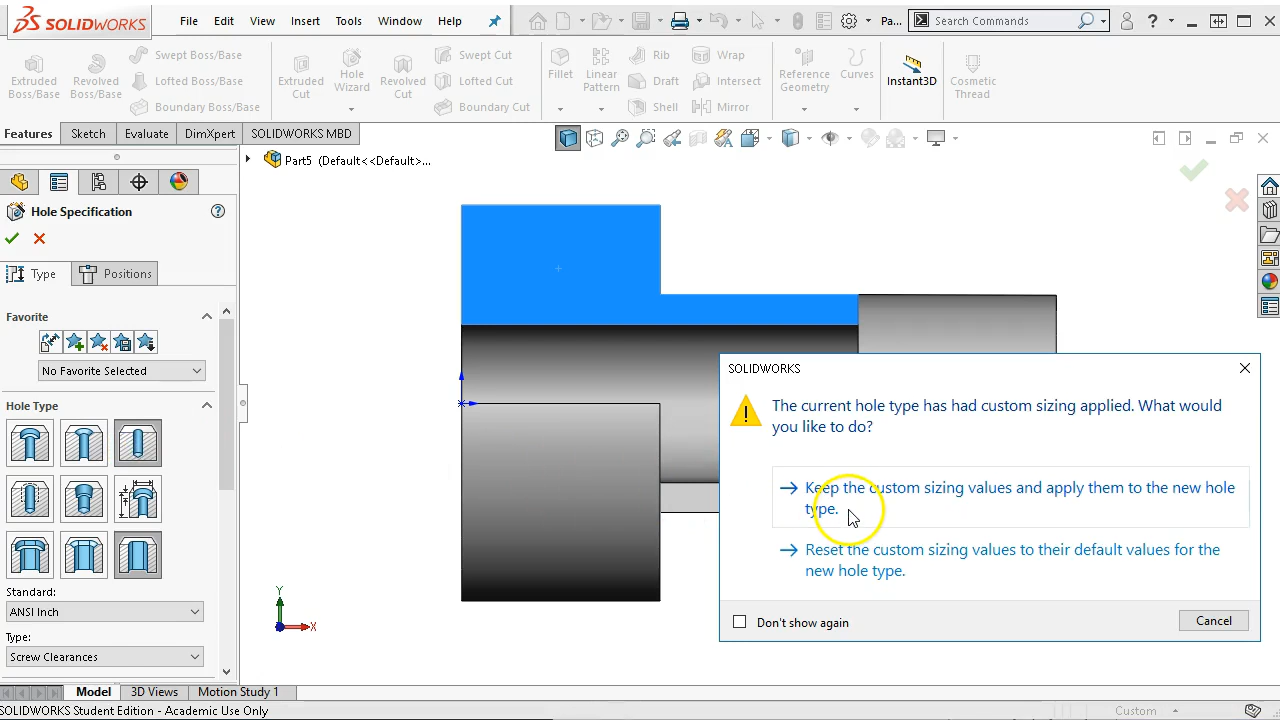 SOLIDWORKS
File Edit View Insert Tools Window Help
Pa... Search Commands ?
Extruded Boss/Base
Revolved Boss/Base
Swept Boss/Base
Lofted Boss/Base
Boundary Boss/Base
Extruded Cut
Hole Wizard
Revolved Cut
Swept Cut
Lofted Cut
Boundary Cut
Fillet
Linear Pattern
Rib
Draft
Shell
Wrap
Intersect
Mirror
Reference Geometry
Curves
Instant3D
Cosmetic Thread
Features Sketch Evaluate DimXpert SOLIDWORKS MBD
Part5 (Default<<Default>...
Hole Specification ?
Type Positions
Favorite
No Favorite Selected
Hole Type
Standard:
ANSI Inch
Type:
Screw Clearances
Y
X
SOLIDWORKS
The current hole type has had custom sizing applied. What would
you like to do?
Keep the custom sizing values and apply them to the new hole
type.
Reset the custom sizing values to their default values for the
new hole type.
Don't show again
Cancel
Model 3D Views Motion Study 1
SOLIDWORKS Student Edition - Academic Use Only
Custom